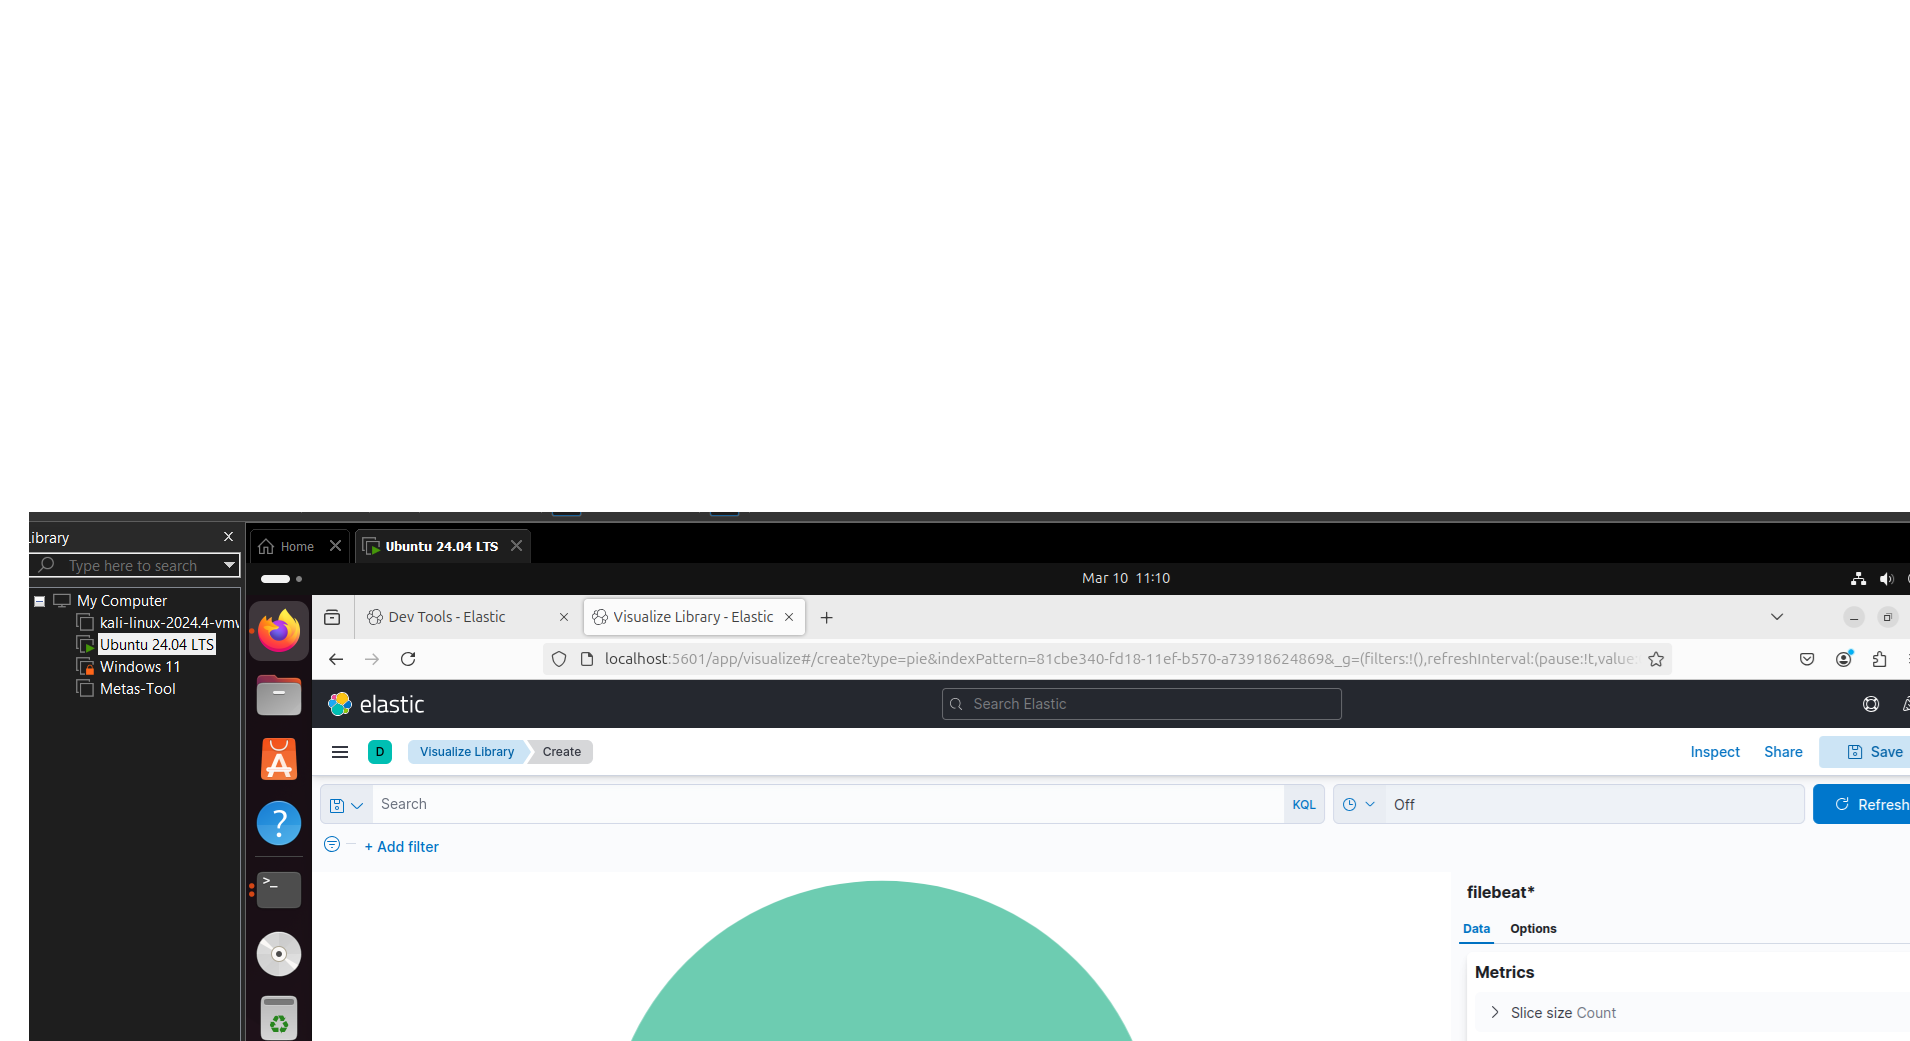 Library X
Type here to search
My Computer
kali-linux-2024.4-vmv
Ubuntu 24.04 LTS
Windows 11
Metas-Tool
Home
Ubuntu 24.04 LTS
Mar 10 11:10
Dev Tools - Elastic
Visualize Library - Elastic
localhost:5601/app/visualize#/create?type=pie&indexPattern=81cbe340-fd18-11ef-b570-a73918624869&_g=(filters:!(),refreshInterval:(pause:!t,value:
elastic
Search Elastic
D
Visualize Library
Create
Inspect
Share
Save
Search
KQL
Off
Refresh
+ Add filter
filebeat*
Data
Options
Metrics
Slice size Count